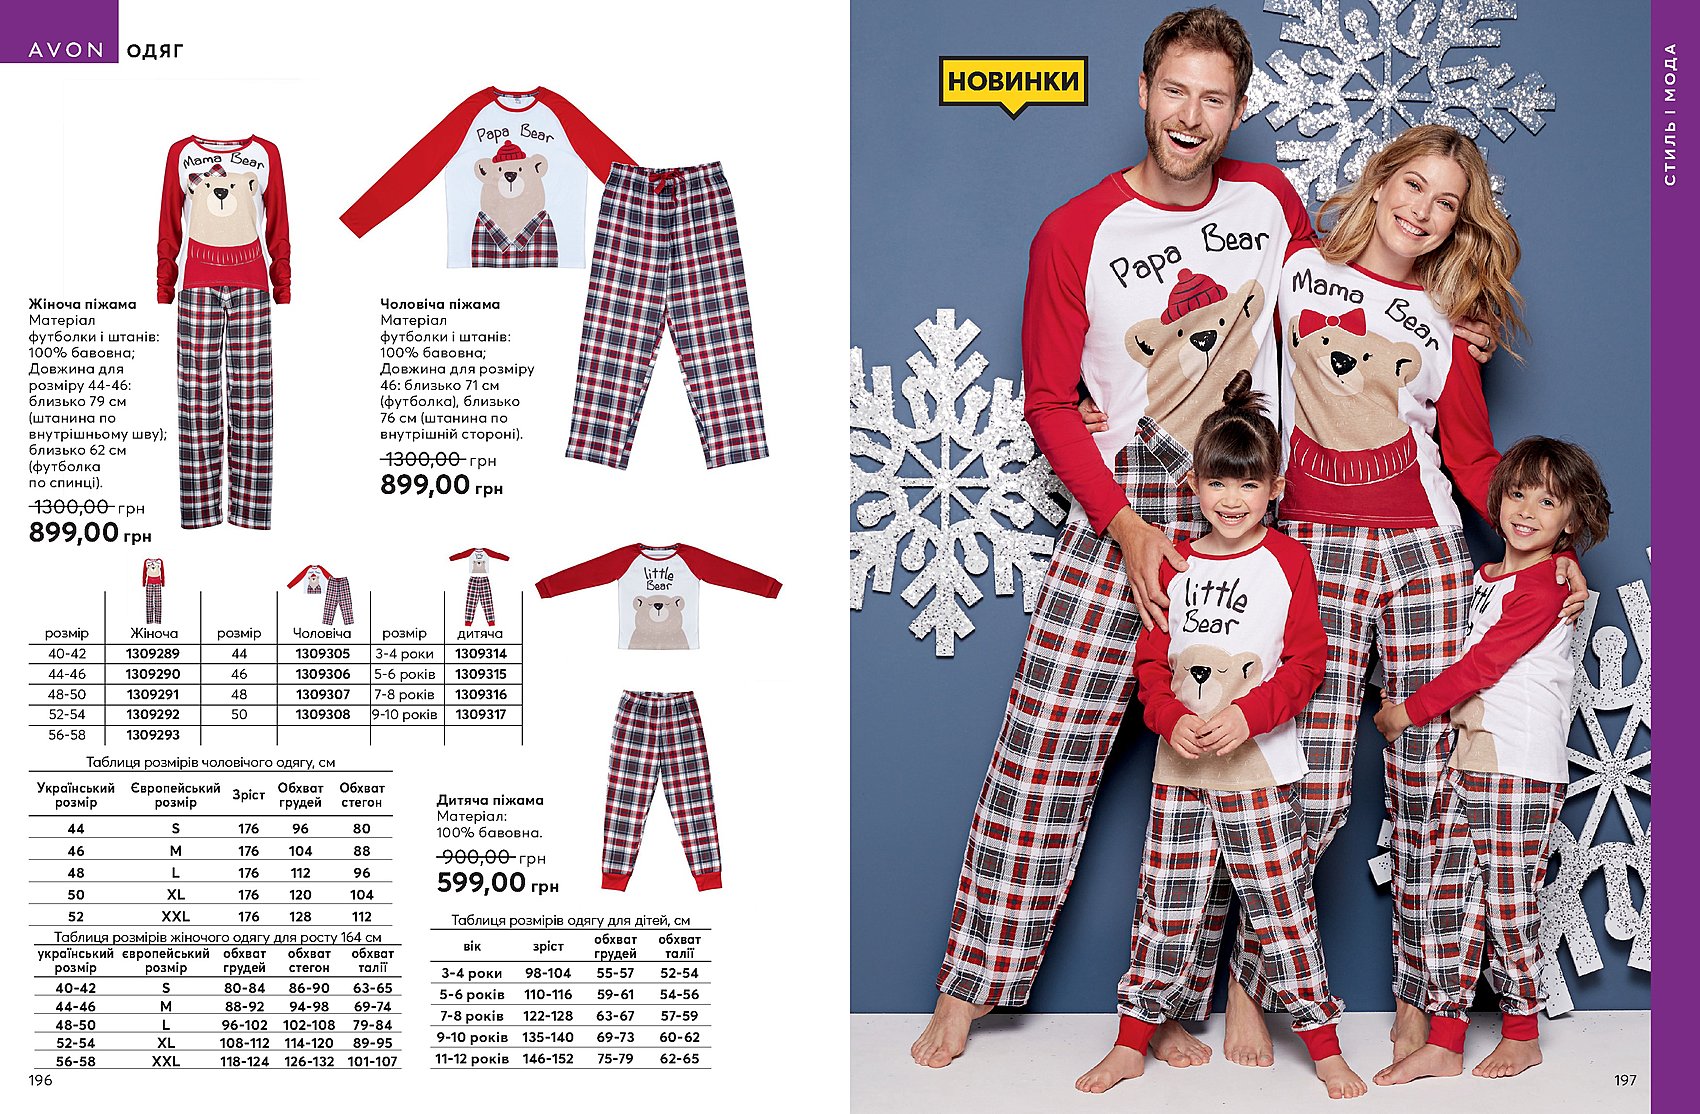 AVON ОДЯГ
Mama Bear
Papa Bear
Жіноча піжама
Матеріал
футболки і штанів:
100% бавовна;
Довжина для
розміру 44-46:
близько 79 см
(штанина по
внутрішньому шву);
близько 62 см
(футболка
по спинці).
1300,00 грн
899,00 грн
Чоловіча піжама
Матеріал
футболки і штанів:
100% бавовна;
Довжина для розміру
46: близько 71 см
(футболка), близько
76 см (штанина по
внутрішній стороні).
1300,00 грн
899,00 грн
little
Bear
розмір Жіноча розмір Чоловіча розмір дитяча
40-42 1309289 44 1309305 3-4 роки 1309314
44-46 1309290 46 1309306 5-6 років 1309315
48-50 1309291 48 1309307 7-8 років 1309316
52-54 1309292 50 1309308 9-10 років 1309317
56-58 1309293
Таблиця розмірів чоловічого одягу, см
Український розмір Європейський розмір Зріст Обхват грудей Обхват стегон
44 S 176 96 80
46 M 176 104 88
48 L 176 112 96
50 XL 176 120 104
52 XXL 176 128 112
Таблиця розмірів жіночого одягу для росту 164 см
український розмір європейський розмір обхват грудей обхват стегон обхват талії
40-42 S 80-84 86-90 63-65
44-46 M 88-92 94-98 69-74
48-50 L 96-102 102-108 79-84
52-54 XL 108-112 114-120 89-95
56-58 XXL 118-124 126-132 101-107
Дитяча піжама
Матеріал:
100% бавовна.
900,00 грн
599,00 грн
Таблиця розмірів одягу для дітей, см
вік зріст обхват грудей обхват талії
3-4 роки 98-104 55-57 52-54
5-6 років 110-116 59-61 54-56
7-8 років 122-128 63-67 57-59
9-10 років 135-140 69-73 60-62
11-12 років 146-152 75-79 62-65
196
НОВИНКИ
Papa Bear
Mama Bear
little
Bear
СТИЛЬ І МОДА
197